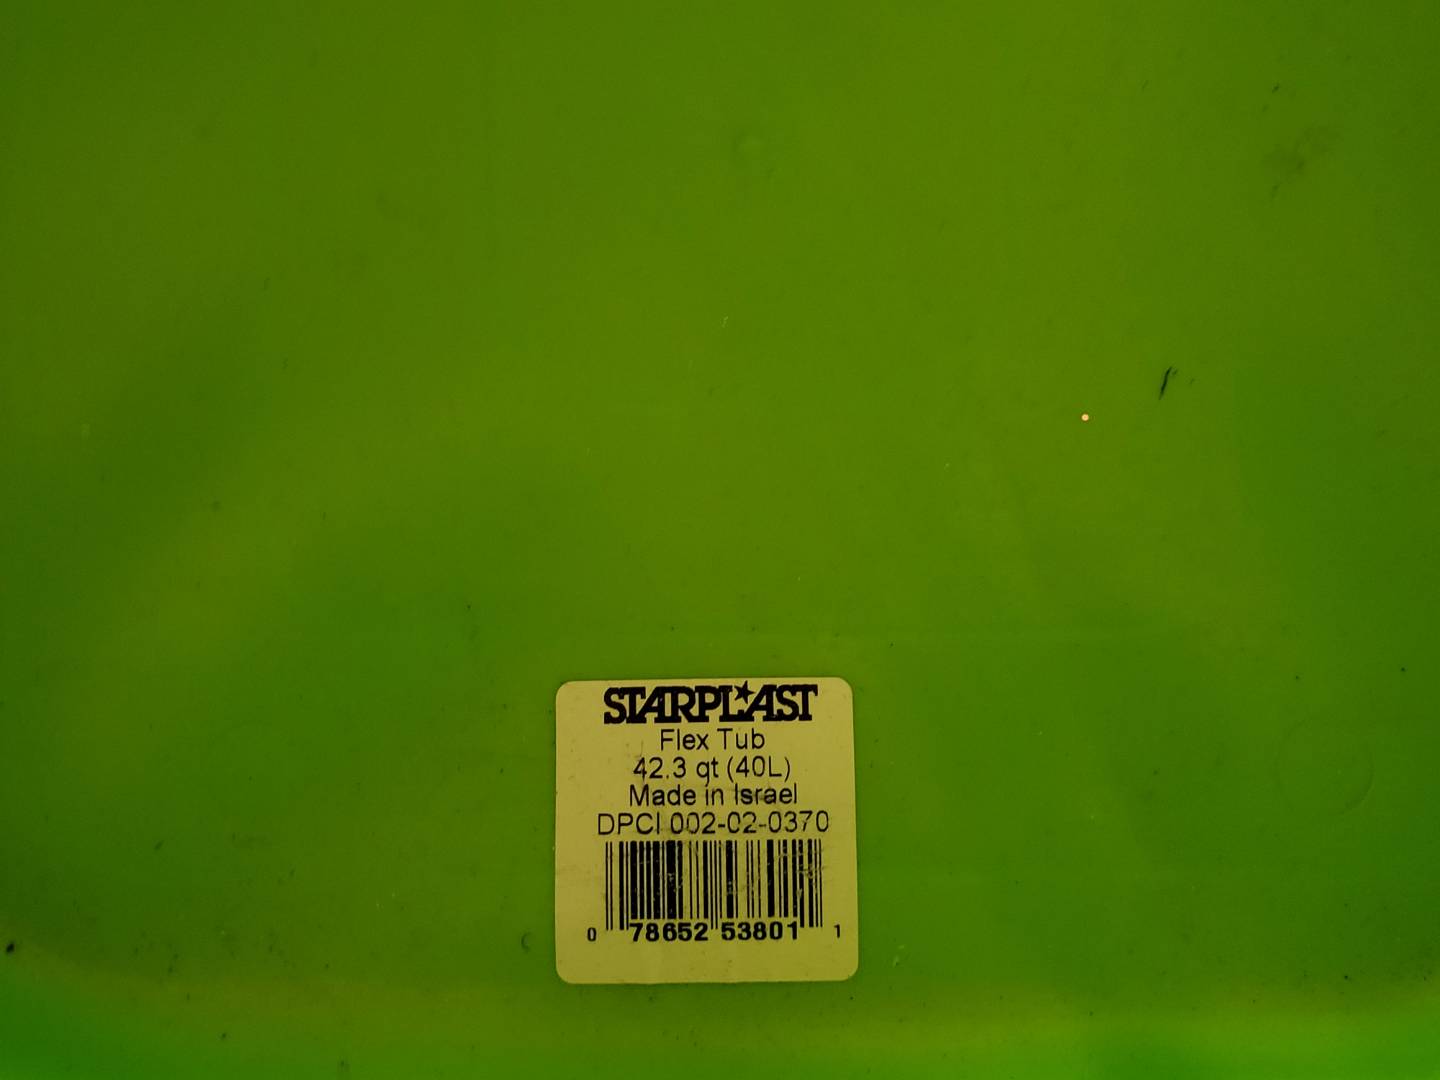 STARPLAST
Flex Tub
42.3 qt (40L)
Made in Israel
DPCI 002-02-0370
0 78652 53801 1